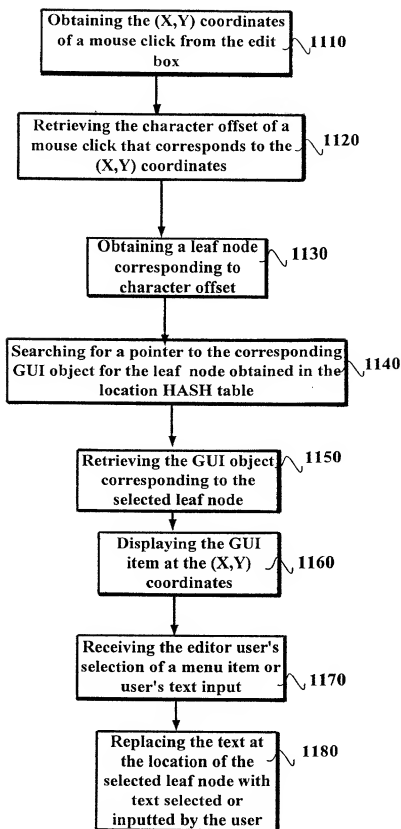 Obtaining the (X,Y) coordinates
of a mouse click from the edit
box
1110
Retrieving the character offset of a
mouse click that corresponds to the
(X,Y) coordinates
1120
Obtaining a leaf node
corresponding to
character offset
1130
Searching for a pointer to the corresponding
GUI object for the leaf node obtained in the
location HASH table
1140
Retrieving the GUI object
corresponding to the
selected leaf node
1150
Displaying the GUI
item at the (X,Y)
coordinates
1160
Receiving the editor user's
selection of a menu item or
user's text input
1170
Replacing the text at
the location of the
selected leaf node with
text selected or
inputted by the user
1180